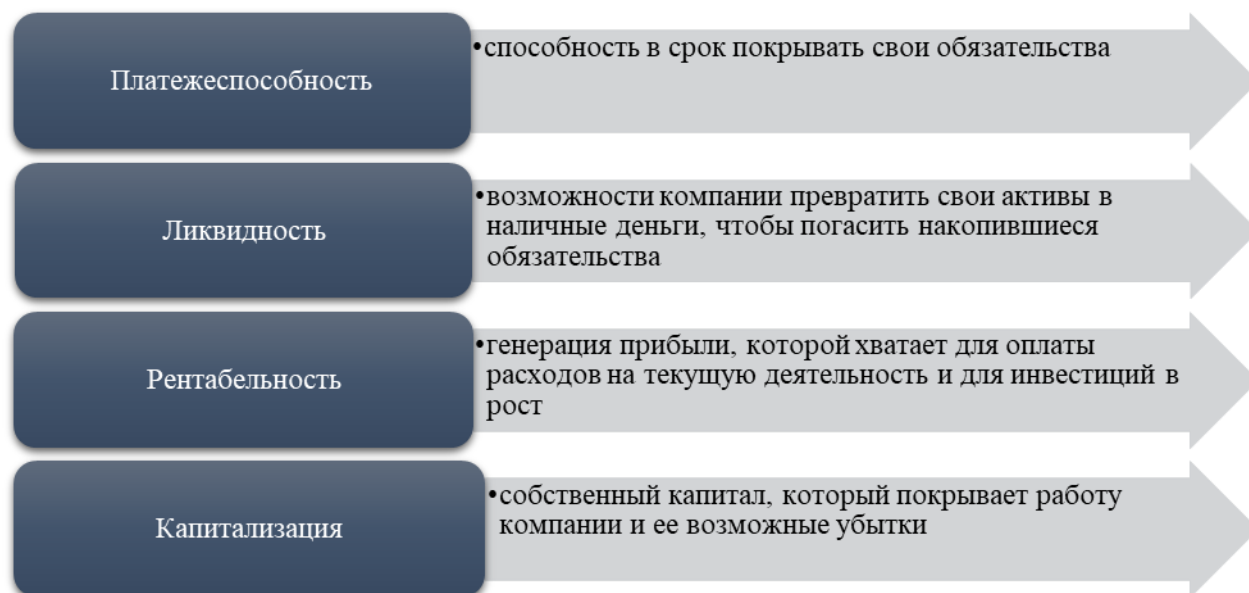 Платежеспособность
•способность в срок покрывать свои обязательства
Ликвидность
•возможности компании превратить свои активы в
наличные деньги, чтобы погасить накопившиеся
обязательства
Рентабельность
•генерация прибыли, которой хватает для оплаты
расходов на текущую деятельность и для инвестиций в
рост
Капитализация
•собственный капитал, который покрывает работу
компании и ее возможные убытки